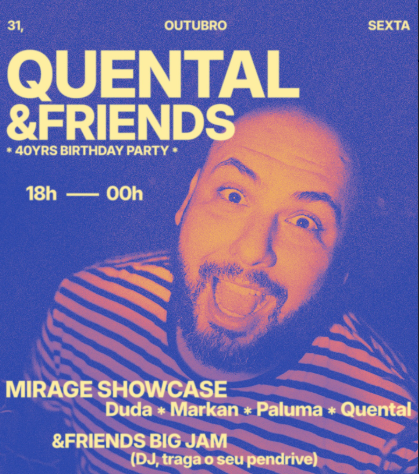 31, OUTUBRO SEXTA
QUENTAL
&FRIENDS
* 40YRS BIRTHDAY PARTY *
18h — 00h
MIRAGE SHOWCASE
Duda * Markan * Paluma * Quental
&FRIENDS BIG JAM
(DJ, traga o seu pendrive)